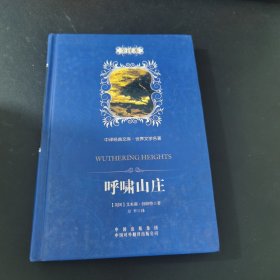 中译经典文库·世界文学名著
WUTHERING HEIGHTS
呼啸山庄
[英国] 艾米莉·勃朗特 著
中国出版集团
中国对外翻译出版公司